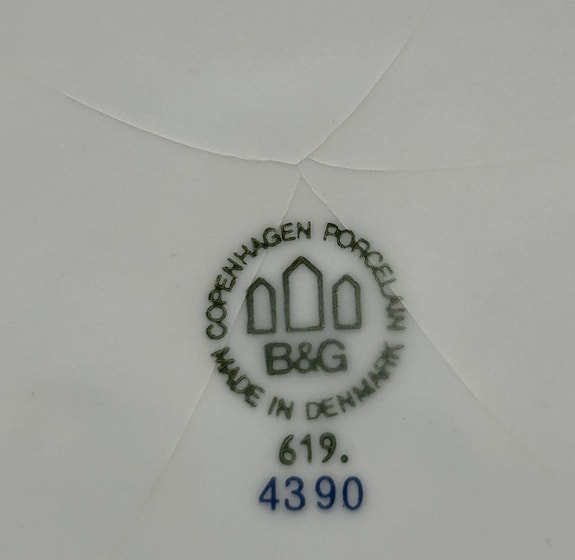 COPENHAGEN PORCELAIN
B&G
MADE IN DENMARK
619.
4390